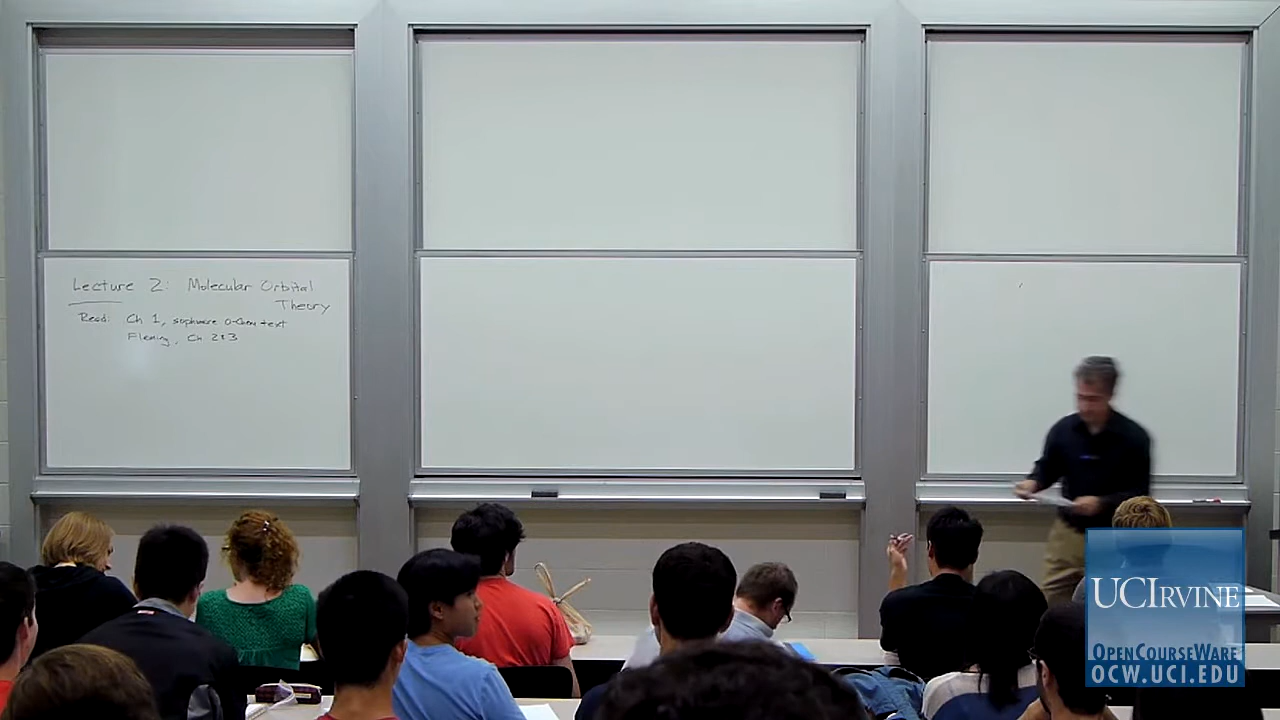 Lecture 2: Molecular Orbital
Theory
Read: Ch 1, sophomore O-Chem text
Fleming, Ch 2&3
UCIRVINE
OPENCOURSEWARE
OCW.UCI.EDU